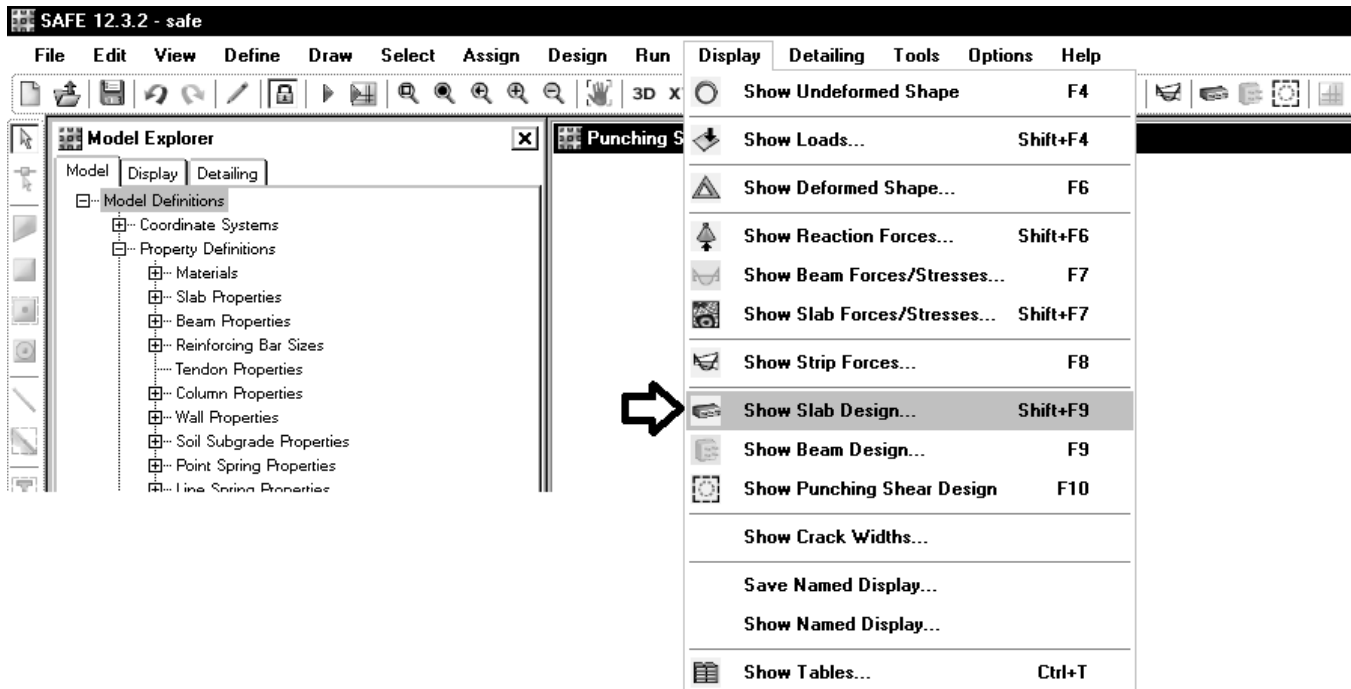 SAFE 12.3.2 - safe
File Edit View Define Draw Select Assign Design Run Display Detailing Tools Options Help
3D X
Model Explorer
Model Display Detailing
Model Definitions
Coordinate Systems
Property Definitions
Materials
Slab Properties
Beam Properties
Reinforcing Bar Sizes
Tendon Properties
Column Properties
Wall Properties
Soil Subgrade Properties
Point Spring Properties
Line Spring Properties
Punching S
Show Undeformed Shape F4
Show Loads... Shift+F4
Show Deformed Shape... F6
Show Reaction Forces... Shift+F6
Show Beam Forces/Stresses... F7
Show Slab Forces/Stresses... Shift+F7
Show Strip Forces... F8
Show Slab Design... Shift+F9
Show Beam Design... F9
Show Punching Shear Design F10
Show Crack Widths...
Save Named Display...
Show Named Display...
Show Tables... Ctrl+T